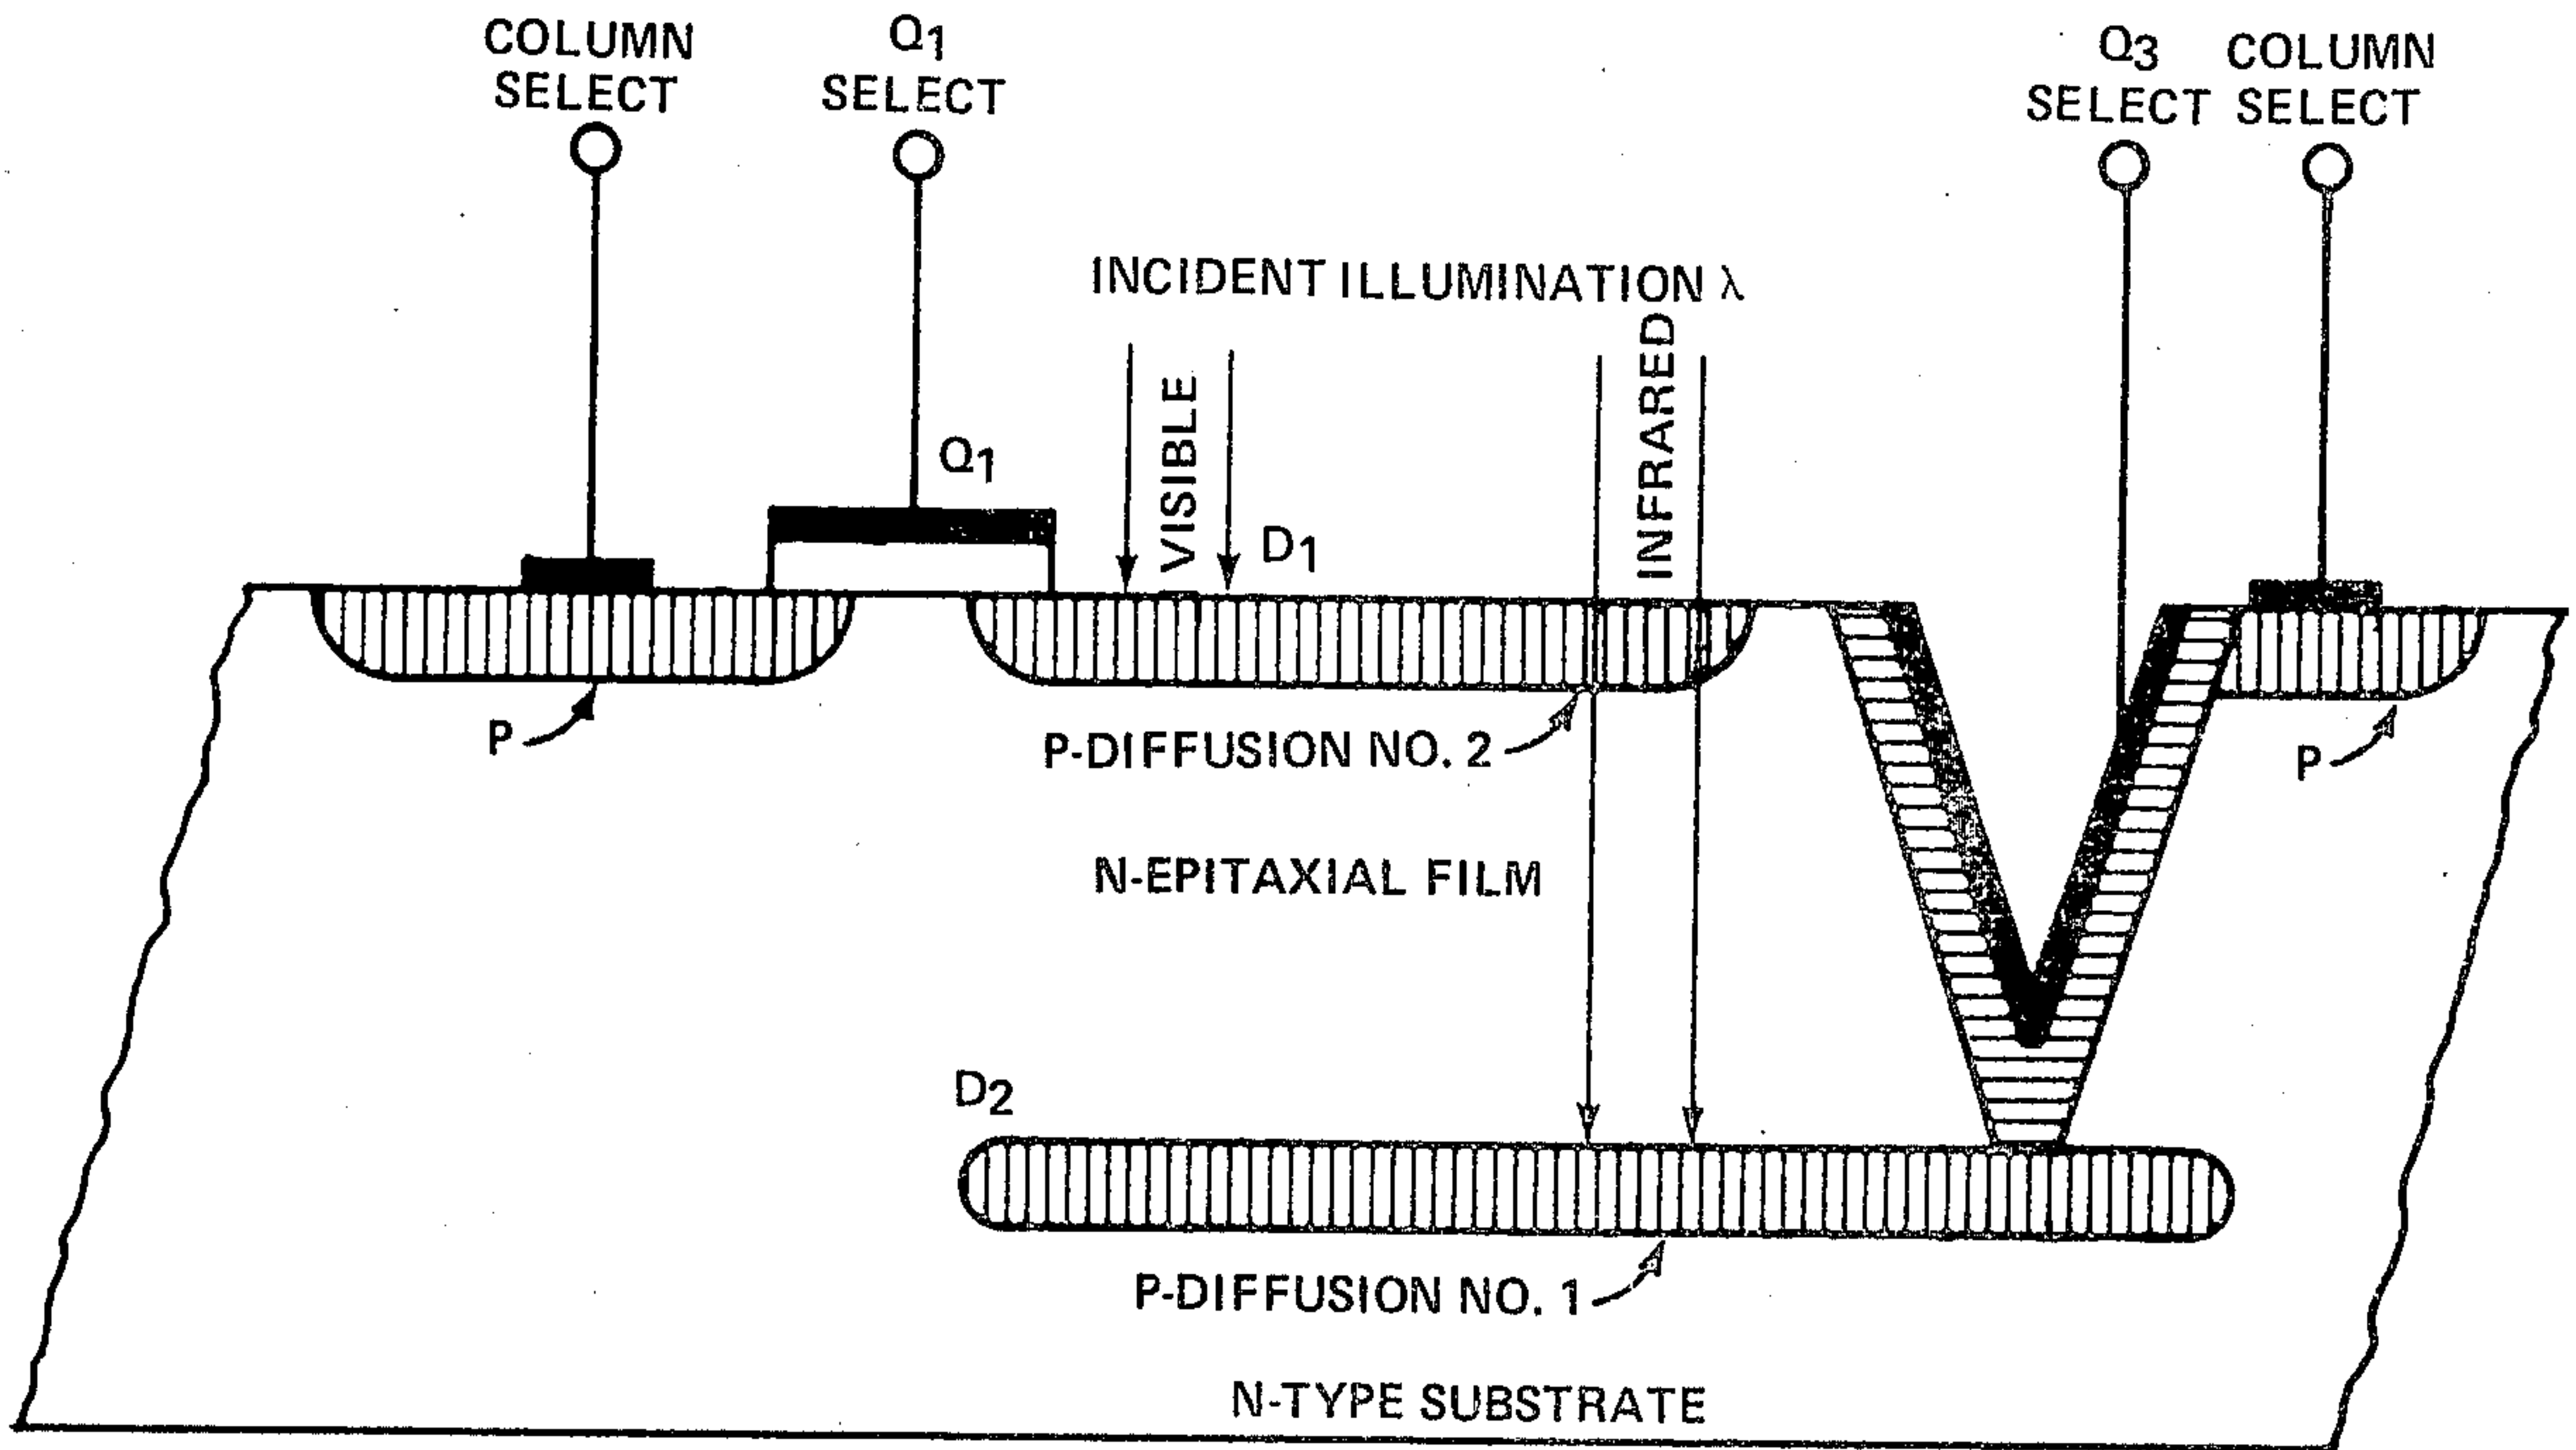 COLUMN
SELECT
Q1
SELECT
Q3
SELECT
COLUMN
SELECT
INCIDENT ILLUMINATION λ
VISIBLE
INFRARED
Q1
D1
P
P-DIFFUSION NO. 2
P
N-EPITAXIAL FILM
D2
P-DIFFUSION NO. 1
N-TYPE SUBSTRATE